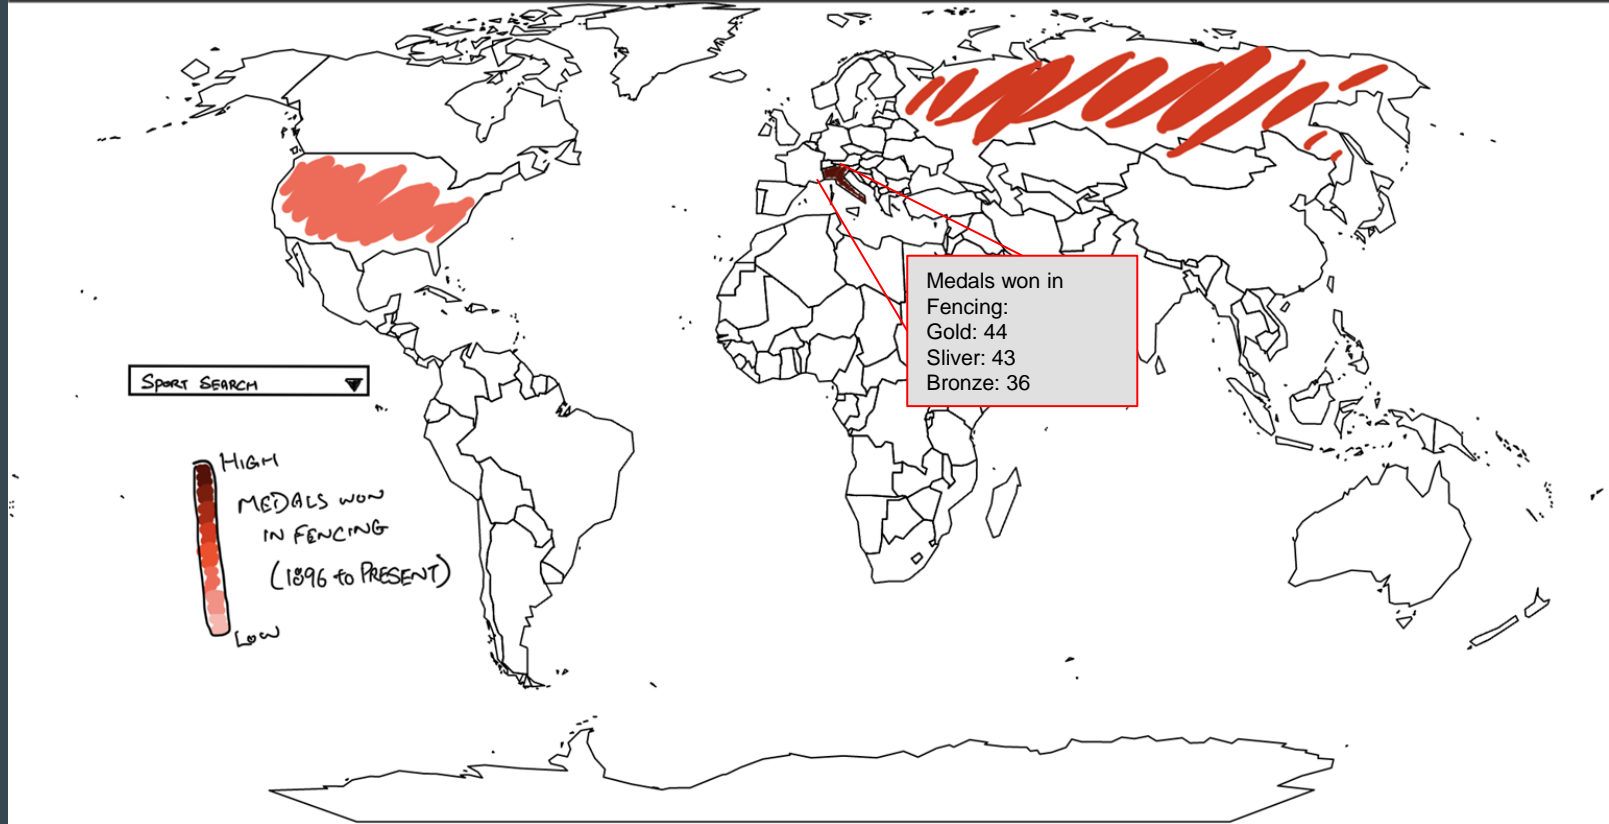 Medals won in
Fencing:
Gold: 44
Sliver: 43
Bronze: 36
SPORT SEARCH
HIGH
MEDALS WON
IN FENCING
(1896 to PRESENT)
LOW